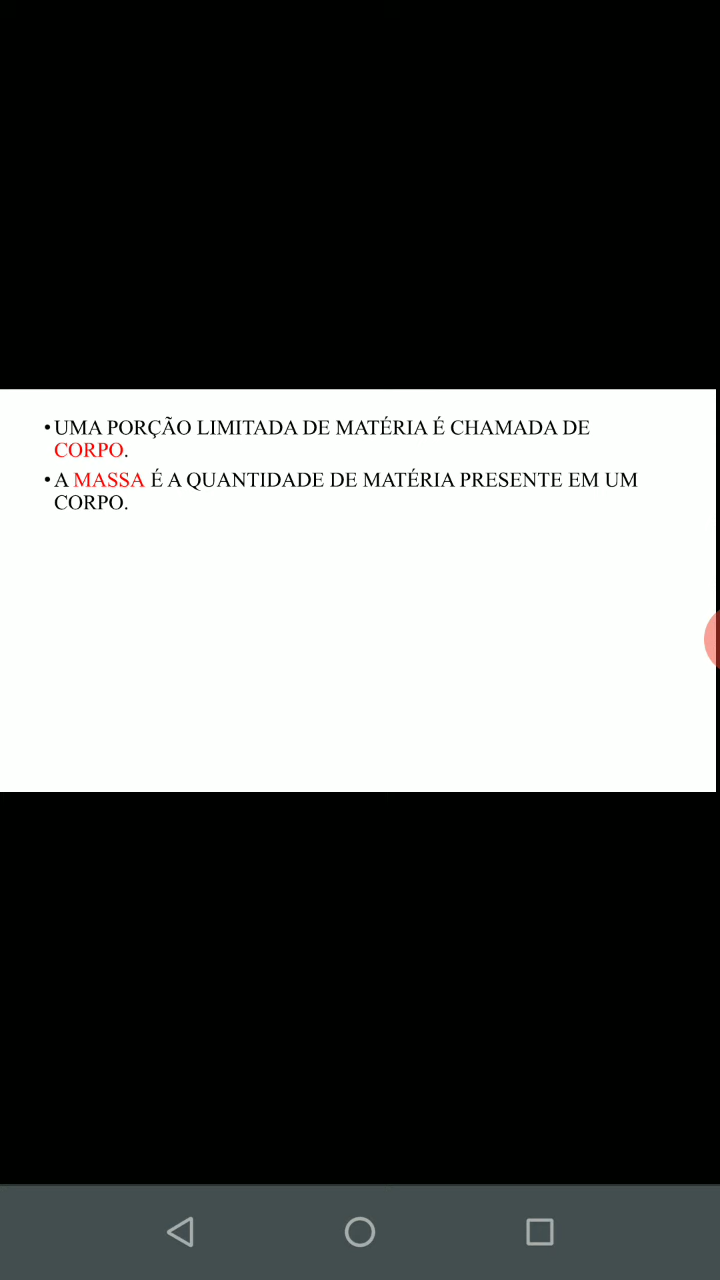 •UMA PORÇÃO LIMITADA DE MATÉRIA É CHAMADA DE
CORPO.
•A MASSA É A QUANTIDADE DE MATÉRIA PRESENTE EM UM
CORPO.